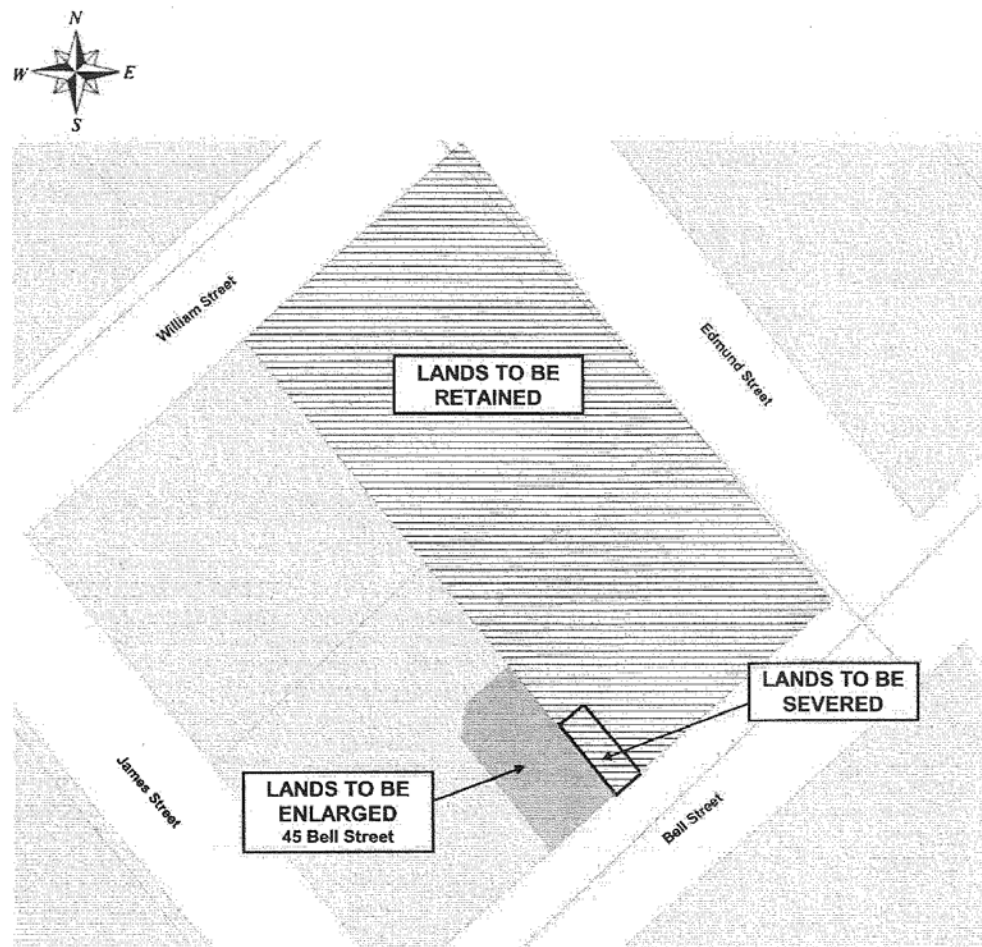 N
W E
S
William Street
Edmund Street
LANDS TO BE
RETAINED
LANDS TO BE
SEVERED
LANDS TO BE
ENLARGED
45 Bell Street
James Street
Bell Street